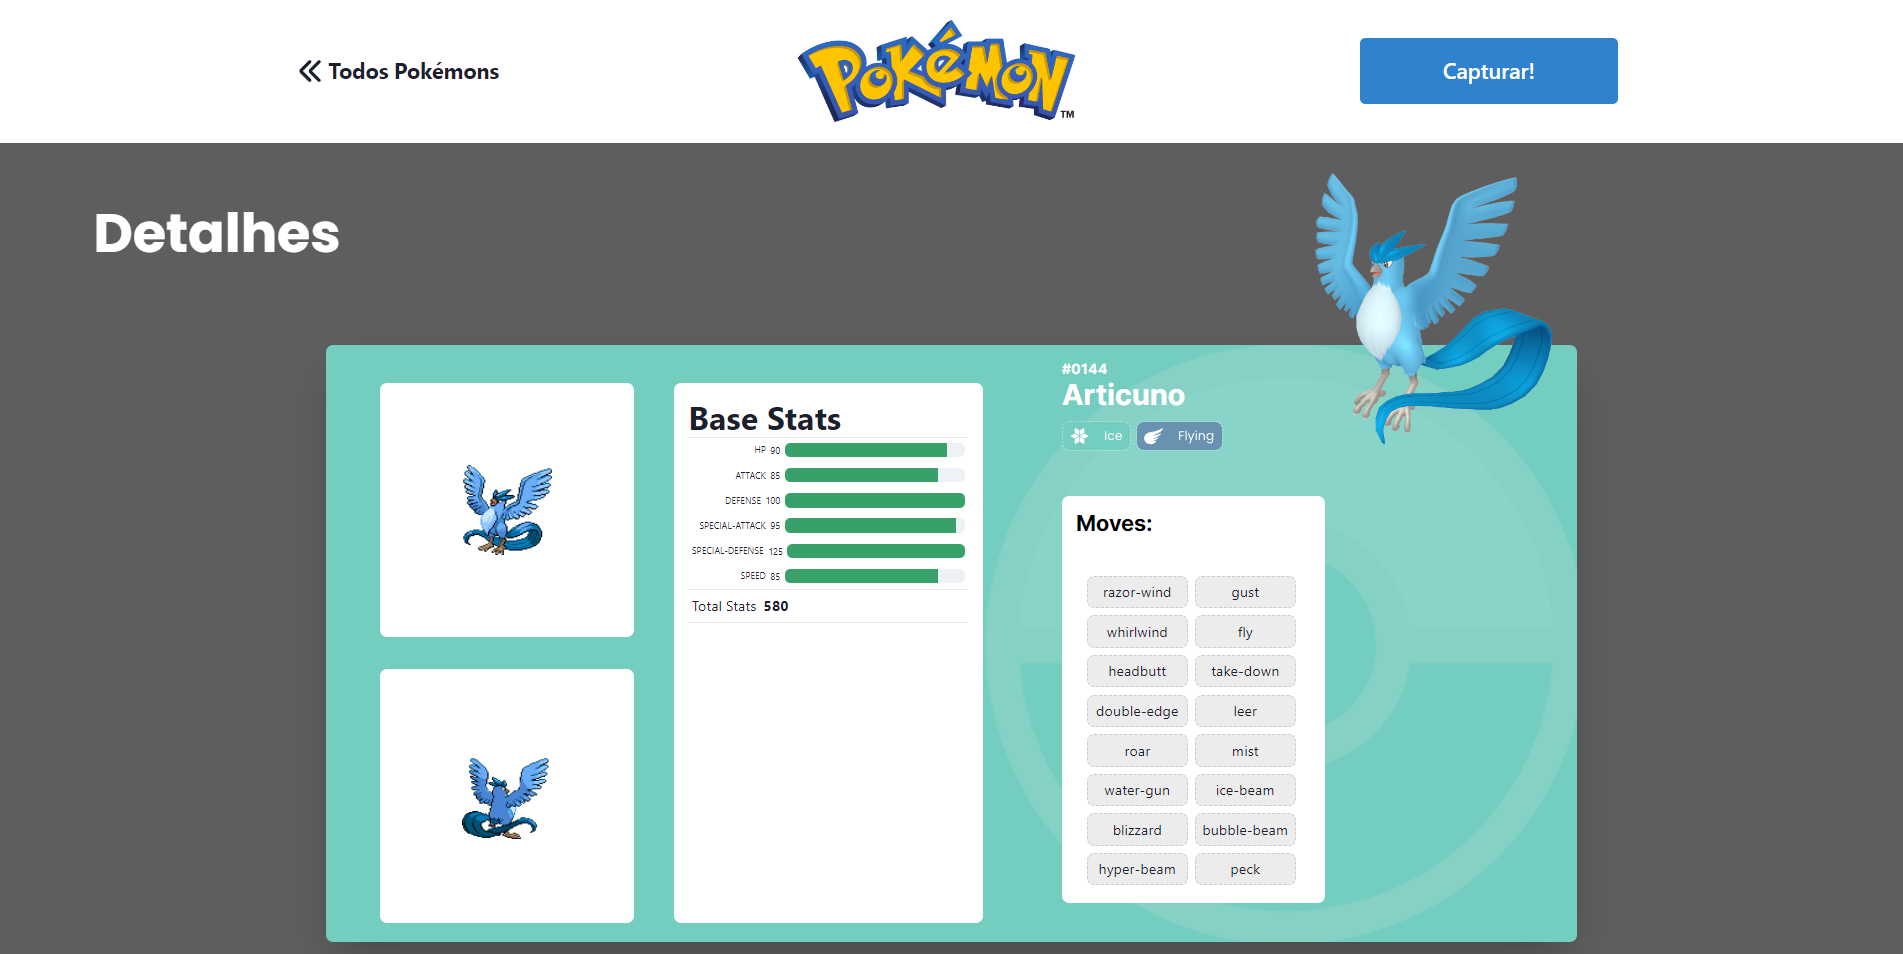 Todos Pokémons
POKéMON
TM
Capturar!
Detalhes
Base Stats
HP 90
ATTACK 85
DEFENSE 100
SPECIAL-ATTACK 95
SPECIAL-DEFENSE 125
SPEED 85
Total Stats 580
#0144
Articuno
Ice Flying
Moves:
razor-wind gust
whirlwind fly
headbutt take-down
double-edge leer
roar mist
water-gun ice-beam
blizzard bubble-beam
hyper-beam peck